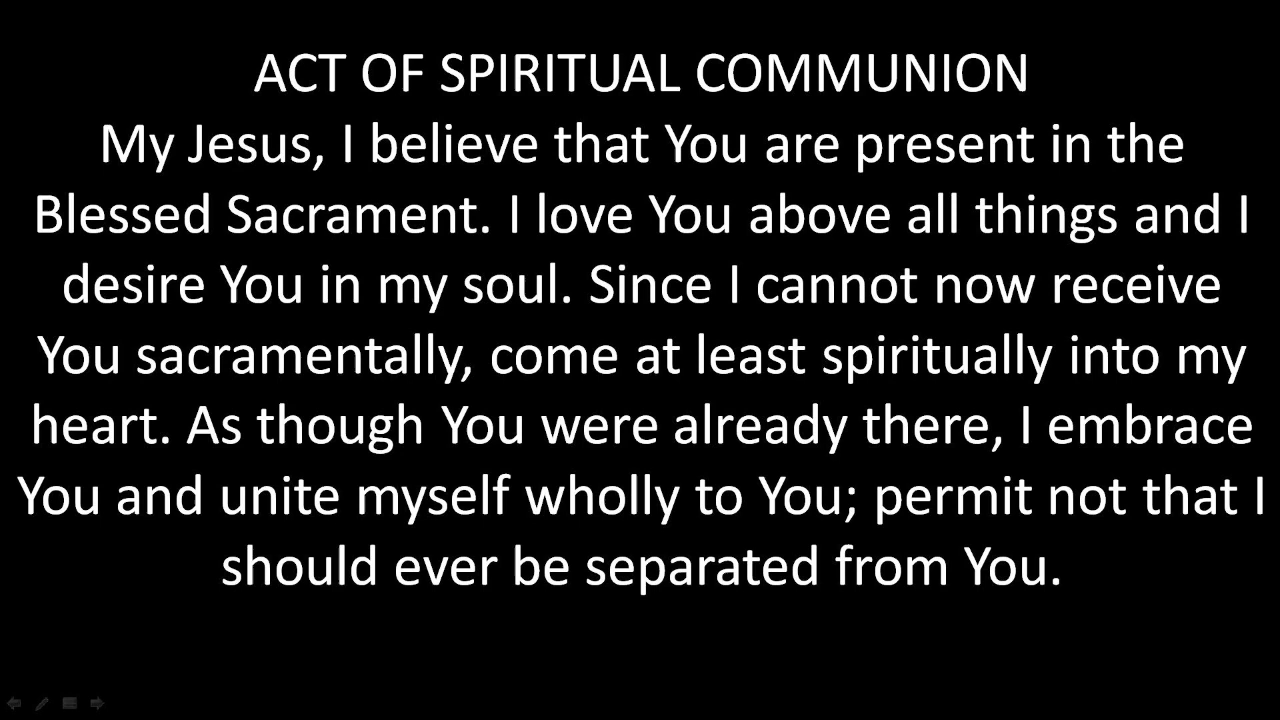 ACT OF SPIRITUAL COMMUNION
My Jesus, I believe that You are present in the
Blessed Sacrament. I love You above all things and I
desire You in my soul. Since I cannot now receive
You sacramentally, come at least spiritually into my
heart. As though You were already there, I embrace
You and unite myself wholly to You; permit not that I
should ever be separated from You.